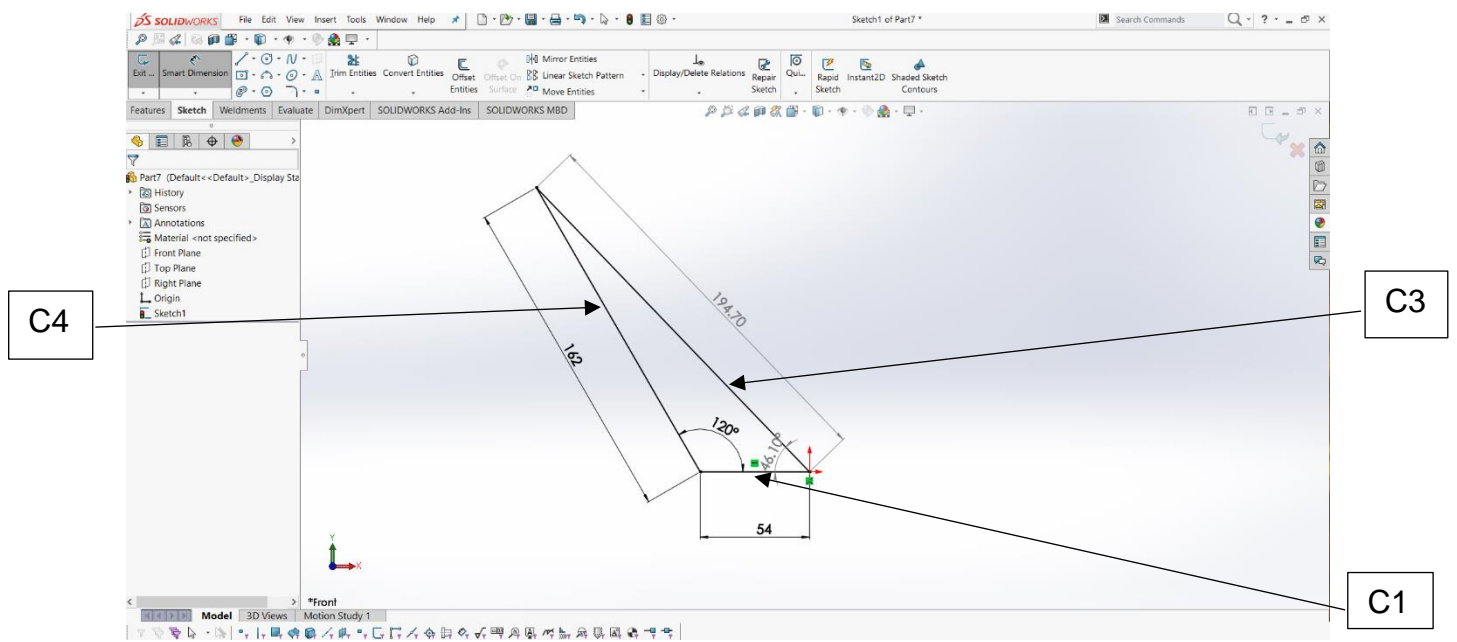 SOLIDWORKS File Edit View Insert Tools Window Help Sketch1 of Part7 * Search Commands
Exit ... Smart Dimension Trim Entities Convert Entities Offset Entities Offset On Surface Mirror Entities Linear Sketch Pattern Move Entities Display/Delete Relations Repair Sketch Qui... Rapid Sketch Instant2D Shaded Sketch Contours
Features Sketch Weldments Evaluate DimXpert SOLIDWORKS Add-Ins SOLIDWORKS MBD
Part7 (Default<<Default>_Display Sta
History
Sensors
Annotations
Material <not specified>
Front Plane
Top Plane
Right Plane
Origin
Sketch1
C4
C3
194.70
162
120°
46.10°
54
C1
Y
X
*Front
Model 3D Views Motion Study 1